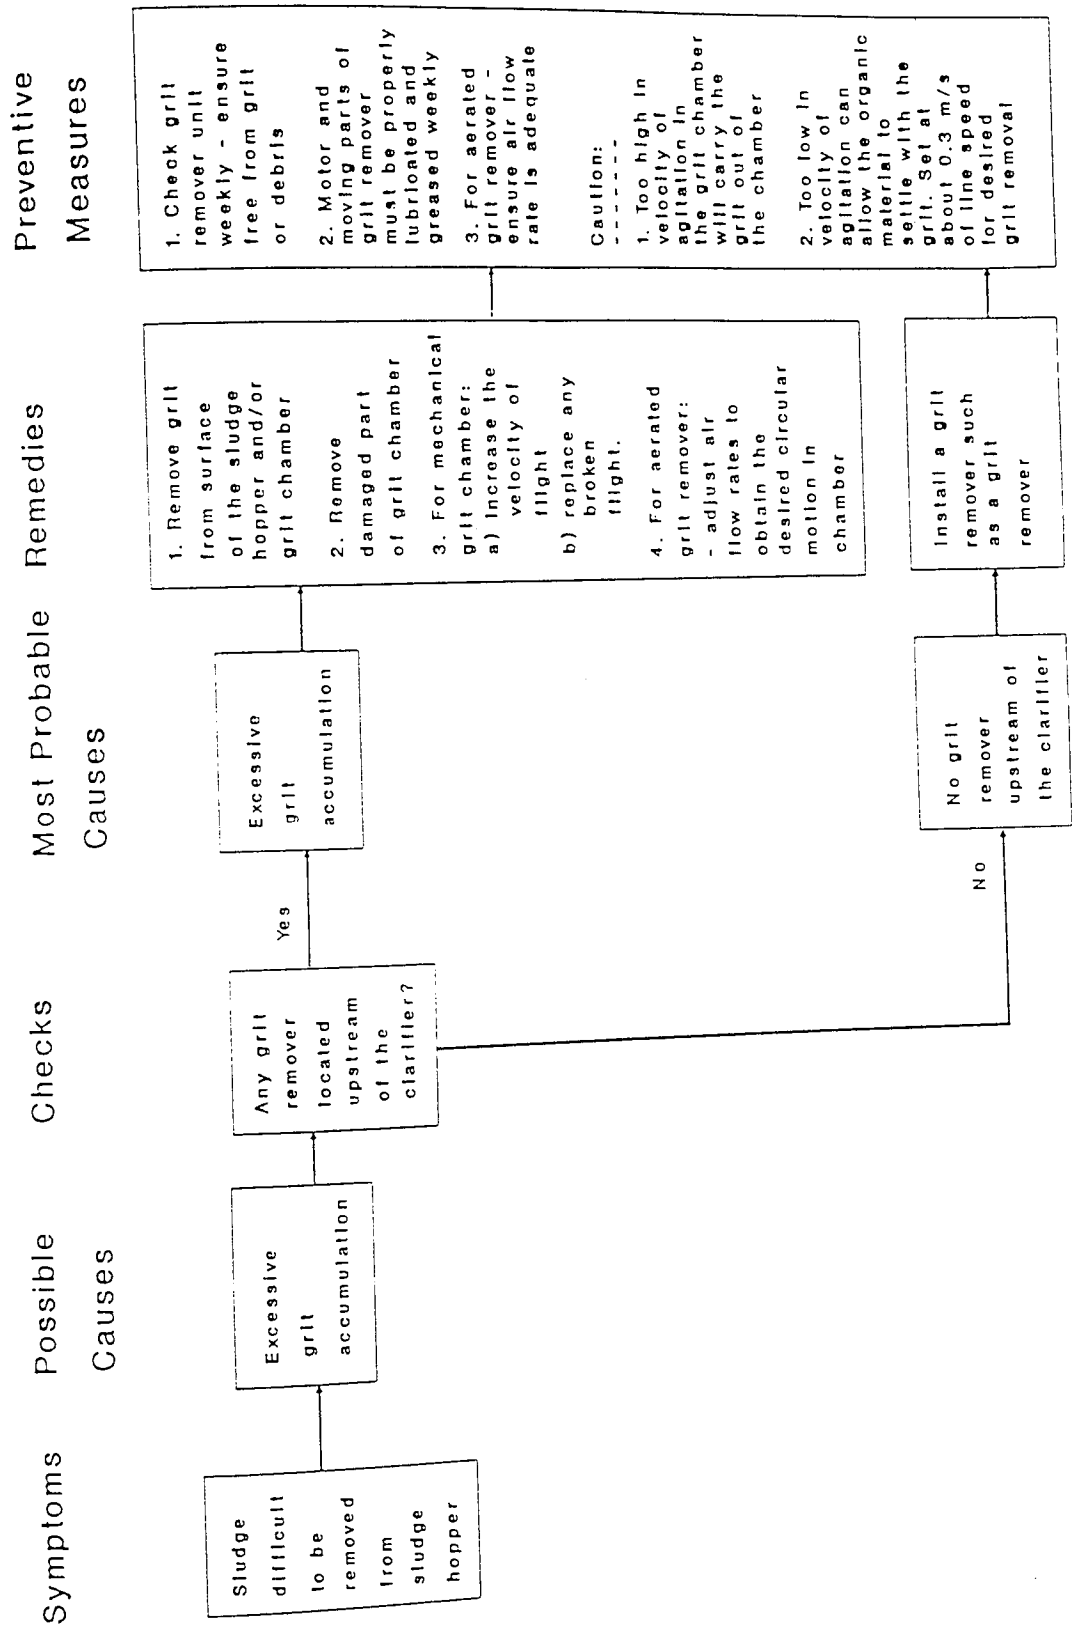 Symptoms
Possible
Causes
Checks
Most Probable
Causes
Remedies
Preventive
Measures
Sludge
difficult
to be
removed
from
sludge
hopper
Excessive
grit
accumulation
Any grit
remover
located
upstream
of the
clarifier?
Yes
No
Excessive
grit
accumulation
No grit
remover
upstream of
the clarifier
1. Remove grit
from surface
of the sludge
hopper and/or
grit chamber
2. Remove
damaged part
of grit chamber
3. For mechanical
grit chamber:
a) Increase the
velocity of
flight
b) replace any
broken
flight.
4. For aerated
grit remover:
- adjust air
flow rates to
obtain the
desired circular
motion in
chamber
Install a grit
remover such
as a grit
remover
1. Check grit
remover unit
weekly - ensure
free from grit
or debris
2. Motor and
moving parts of
grit remover
must be properly
lubricated and
greased weekly
3. For aerated
grit remover -
ensure air flow
rate is adequate
Caution:
- - - - - - -
1. Too high in
velocity of
agitation in
the grit chamber
will carry the
grit out of
the chamber
2. Too low in
velocity of
agitation can
allow the organic
material to
settle with the
grit. Set at
about 0.3 m/s
of line speed
for desired
grit removal